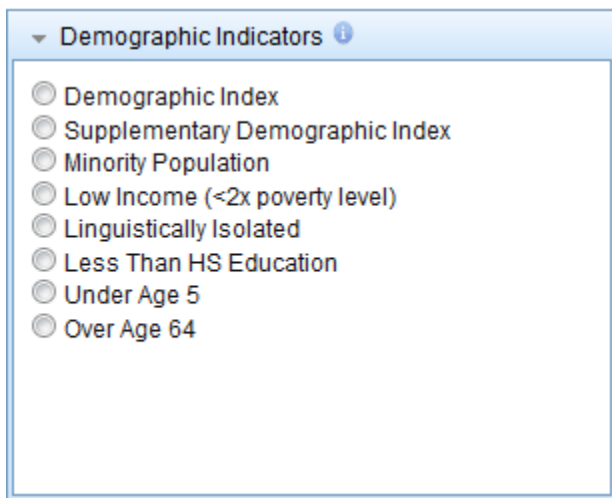 Demographic Indicators
Demographic Index
Supplementary Demographic Index
Minority Population
Low Income (<2x poverty level)
Linguistically Isolated
Less Than HS Education
Under Age 5
Over Age 64